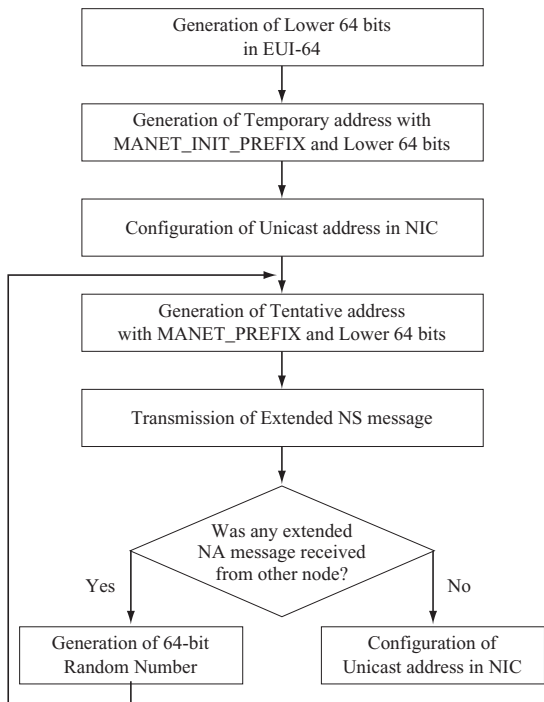 Generation of Lower 64 bits
in EUI-64
Generation of Temporary address with
MANET_INIT_PREFIX and Lower 64 bits
Configuration of Unicast address in NIC
Generation of Tentative address
with MANET_PREFIX and Lower 64 bits
Transmission of Extended NS message
Was any extended
NA message received
from other node?
Yes
No
Generation of 64-bit
Random Number
Configuration of
Unicast address in NIC